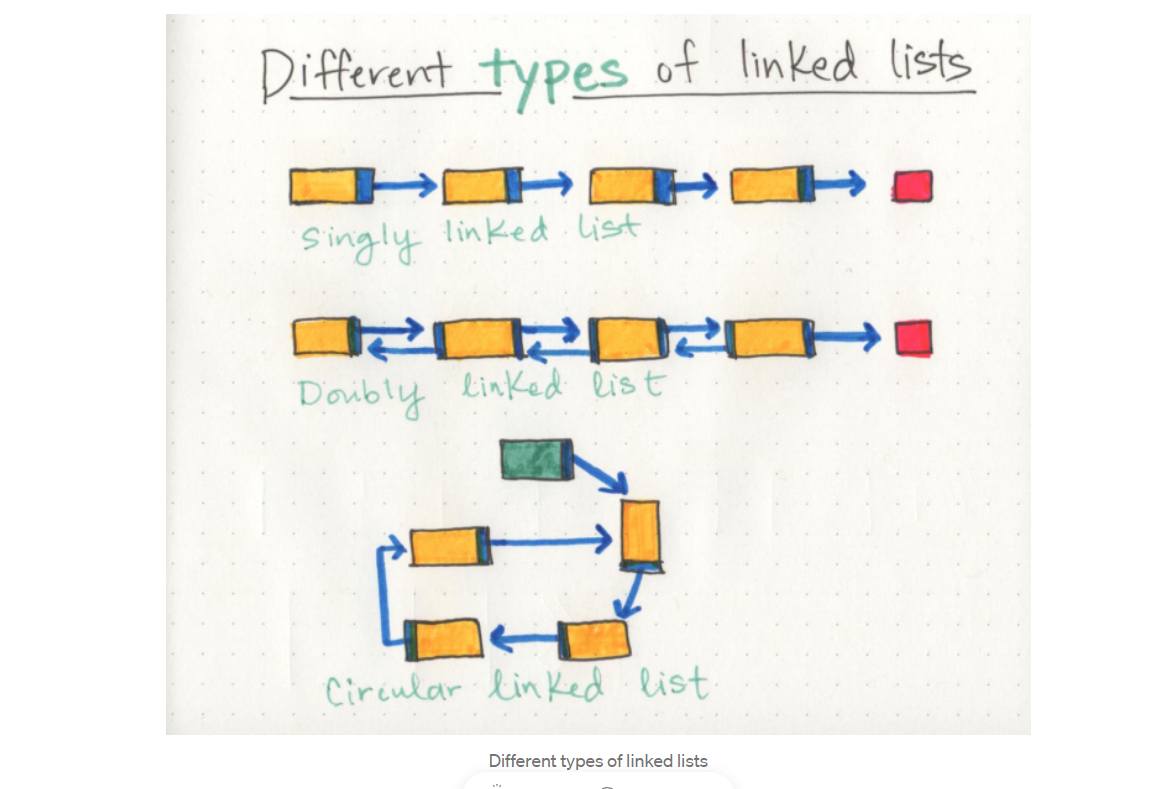 Different types of linked lists
Singly linked list
Doubly linked list
Circular linked list
Different types of linked lists